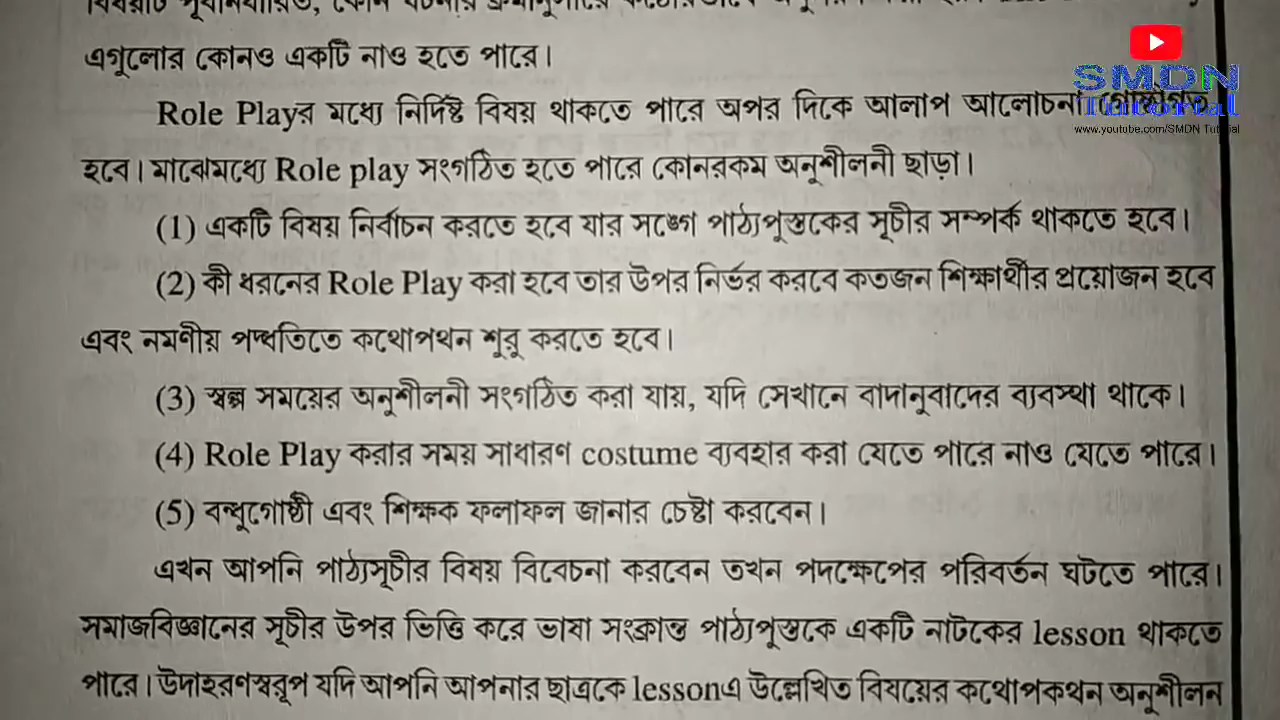 এগুলোর কোনও একটি নাও হতে পারে।
SMDN
Tutorial
www.youtube.com/SMDN Tutorial
Role Playর মধ্যে নির্দিষ্ট বিষয় থাকতে পারে অপর দিকে আলাপ আলোচনা
হবে। মাঝেমধ্যে Role play সংগঠিত হতে পারে কোনরকম অনুশীলনী ছাড়া।
(1) একটি বিষয় নির্বাচন করতে হবে যার সঙ্গে পাঠ্যপুস্তকের সূচীর সম্পর্ক থাকতে হবে।
(2) কী ধরনের Role Play করা হবে তার উপর নির্ভর করবে কতজন শিক্ষার্থীর প্রয়োজন হবে
এবং নমণীয় পদ্ধতিতে কথোপথন শুরু করতে হবে।
(3) স্বল্প সময়ের অনুশীলনী সংগঠিত করা যায়, যদি সেখানে বাদানুবাদের ব্যবস্থা থাকে।
(4) Role Play করার সময় সাধারণ costume ব্যবহার করা যেতে পারে নাও যেতে পারে।
(5) বন্ধুগোষ্ঠী এবং শিক্ষক ফলাফল জানার চেষ্টা করবেন।
এখন আপনি পাঠ্যসূচীর বিষয় বিবেচনা করবেন তখন পদক্ষেপের পরিবর্তন ঘটতে পারে।
সমাজবিজ্ঞানের সূচীর উপর ভিত্তি করে ভাষা সংক্রান্ত পাঠ্যপুস্তকে একটি নাটকের lesson থাকতে
পারে। উদাহরণস্বরূপ যদি আপনি আপনার ছাত্রকে lessonএ উল্লেখিত বিষয়ের কথোপকথন অনুশীলন